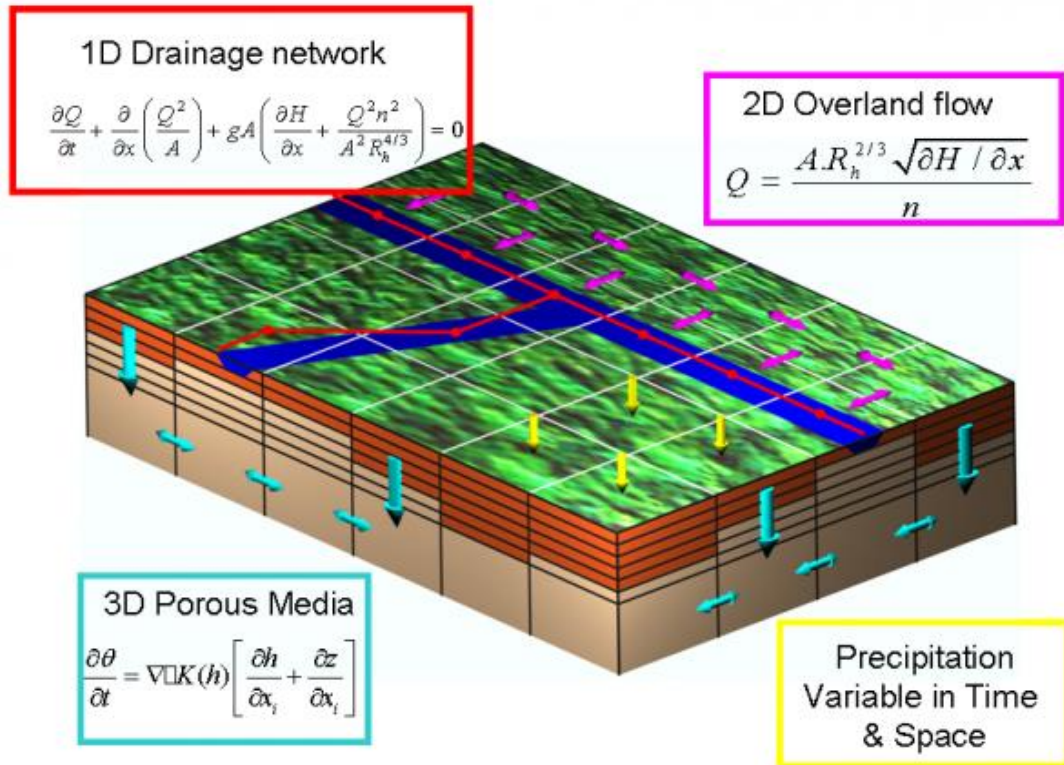 1D Drainage network
∂Q/∂t + ∂/∂x (Q²/A) + gA (∂H/∂x + Q²n²/A²R_h^{4/3}) = 0
2D Overland flow
Q = A.R_h^{2/3} √∂H / ∂x / n
3D Porous Media
∂θ/∂t = ∇□K(h) [∂h/∂x_i + ∂z/∂x_i]
Precipitation
Variable in Time
& Space